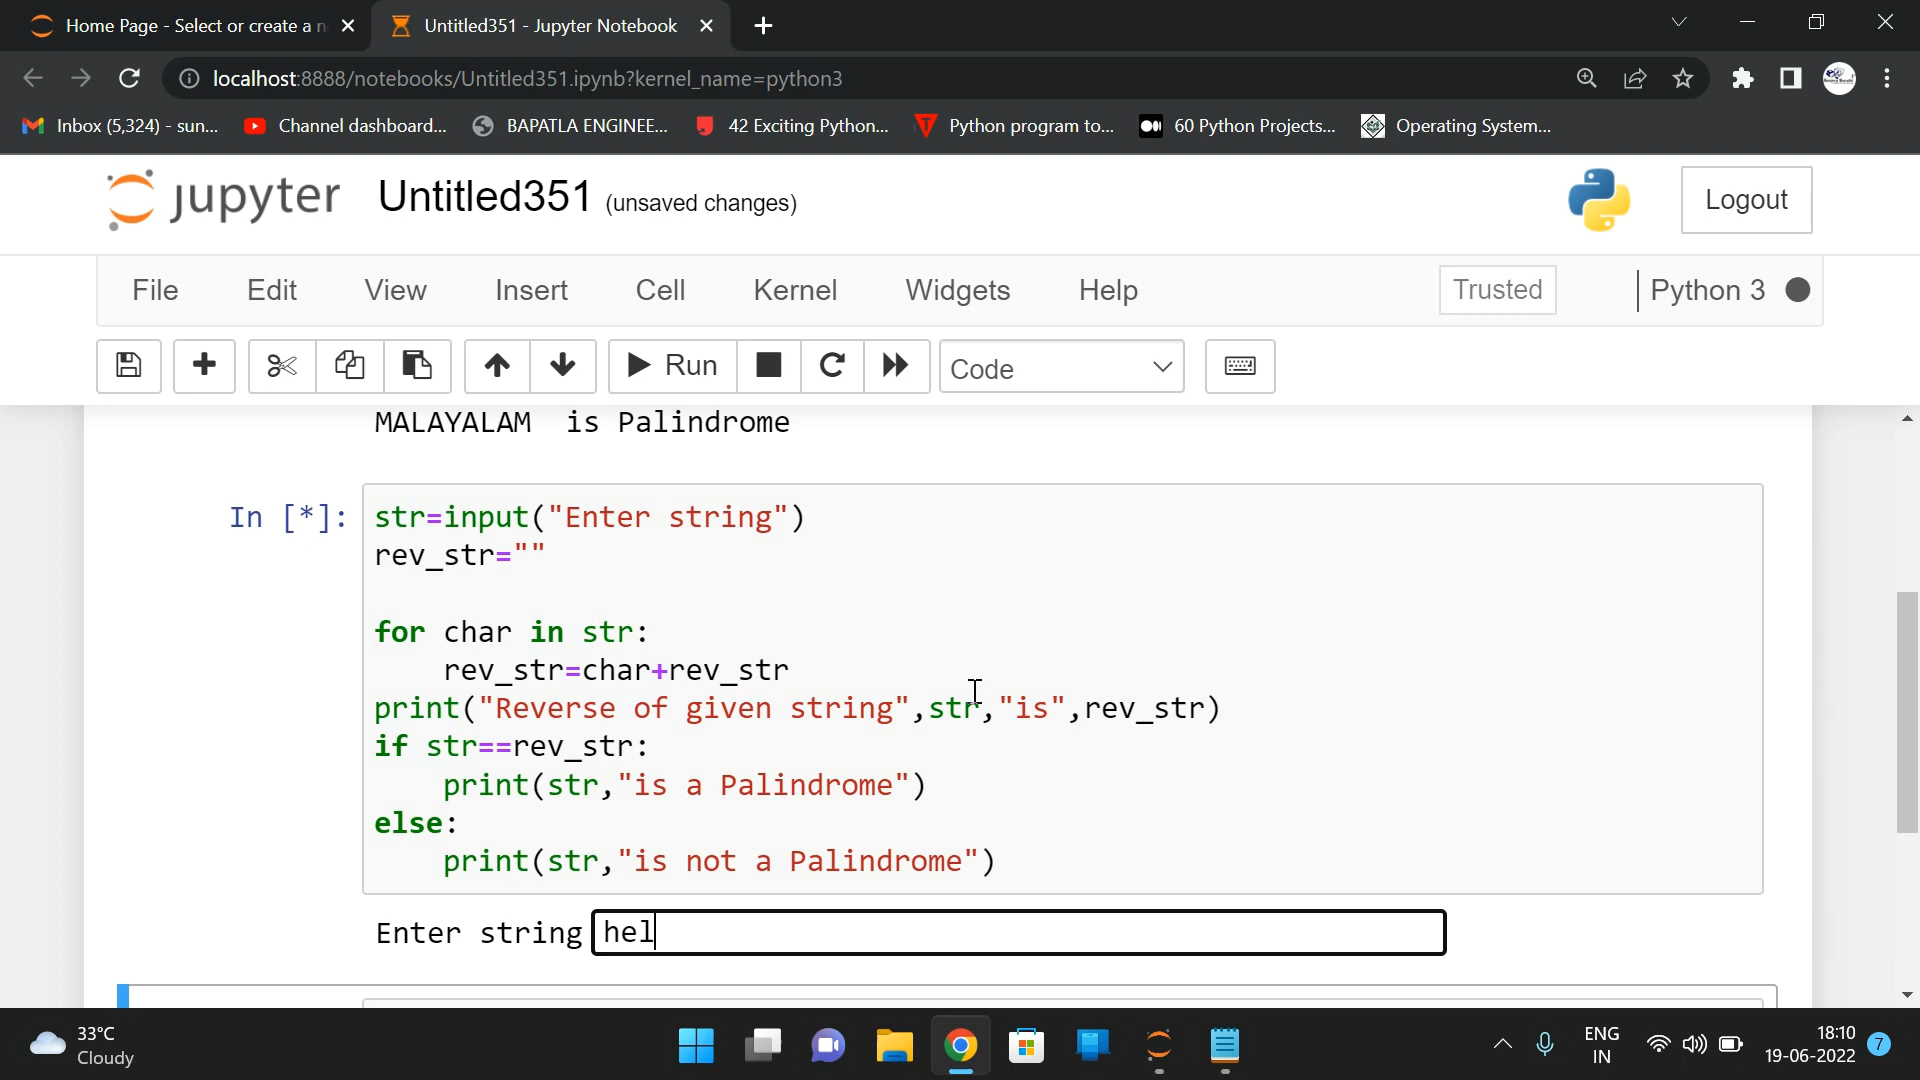 Home Page - Select or create a n
Untitled351 - Jupyter Notebook
localhost:8888/notebooks/Untitled351.ipynb?kernel_name=python3
Inbox (5,324) - sun...
Channel dashboard...
BAPATLA ENGINEE...
42 Exciting Python...
Python program to...
60 Python Projects...
Operating System...
jupyter Untitled351 (unsaved changes)
Logout
File Edit View Insert Cell Kernel Widgets Help
Trusted
Python 3
Run
Code
MALAYALAM  is Palindrome
In [*]:
str=input("Enter string")
rev_str=""
for char in str:
    rev_str=char+rev_str
print("Reverse of given string",str,"is",rev_str)
if str==rev_str:
    print(str,"is a Palindrome")
else:
    print(str,"is not a Palindrome")
Enter string hel
33°C
Cloudy
ENG
IN
18:10
19-06-2022
7